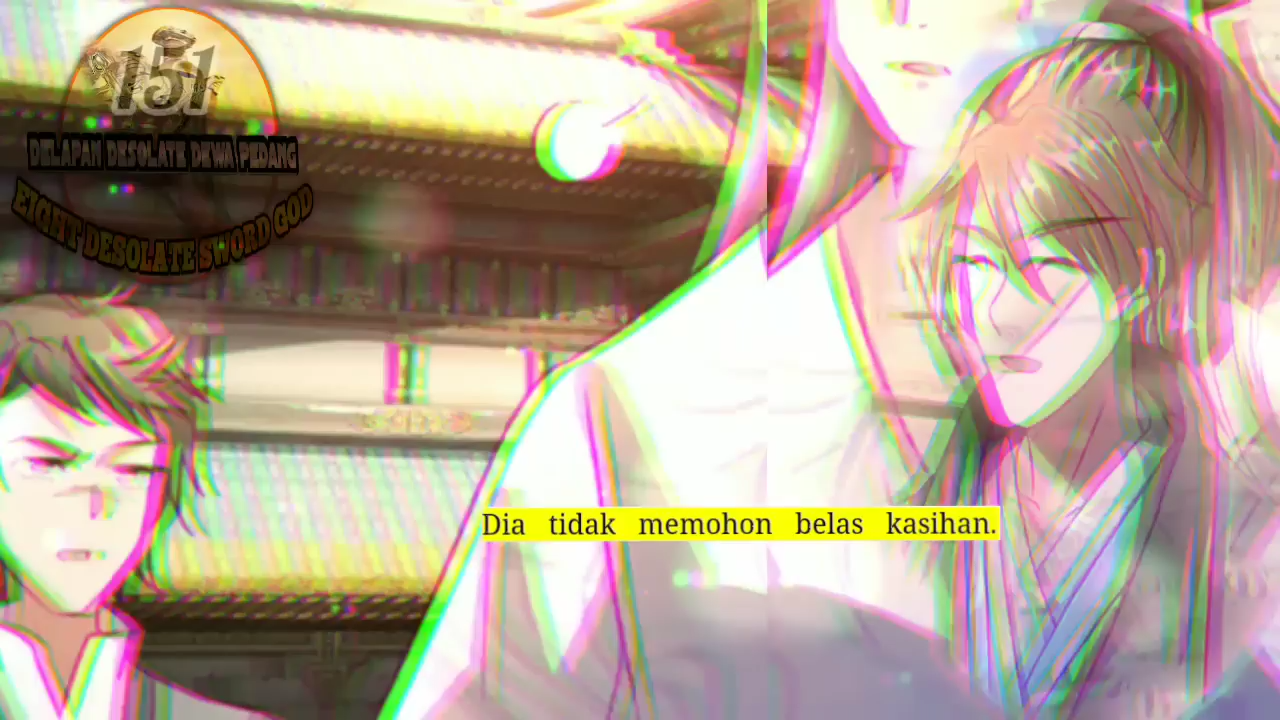 151
DELAPAN DESOLATE DEWA PEDANG
EIGHT DESOLATE SWORD GOD
Dia tidak memohon belas kasihan.